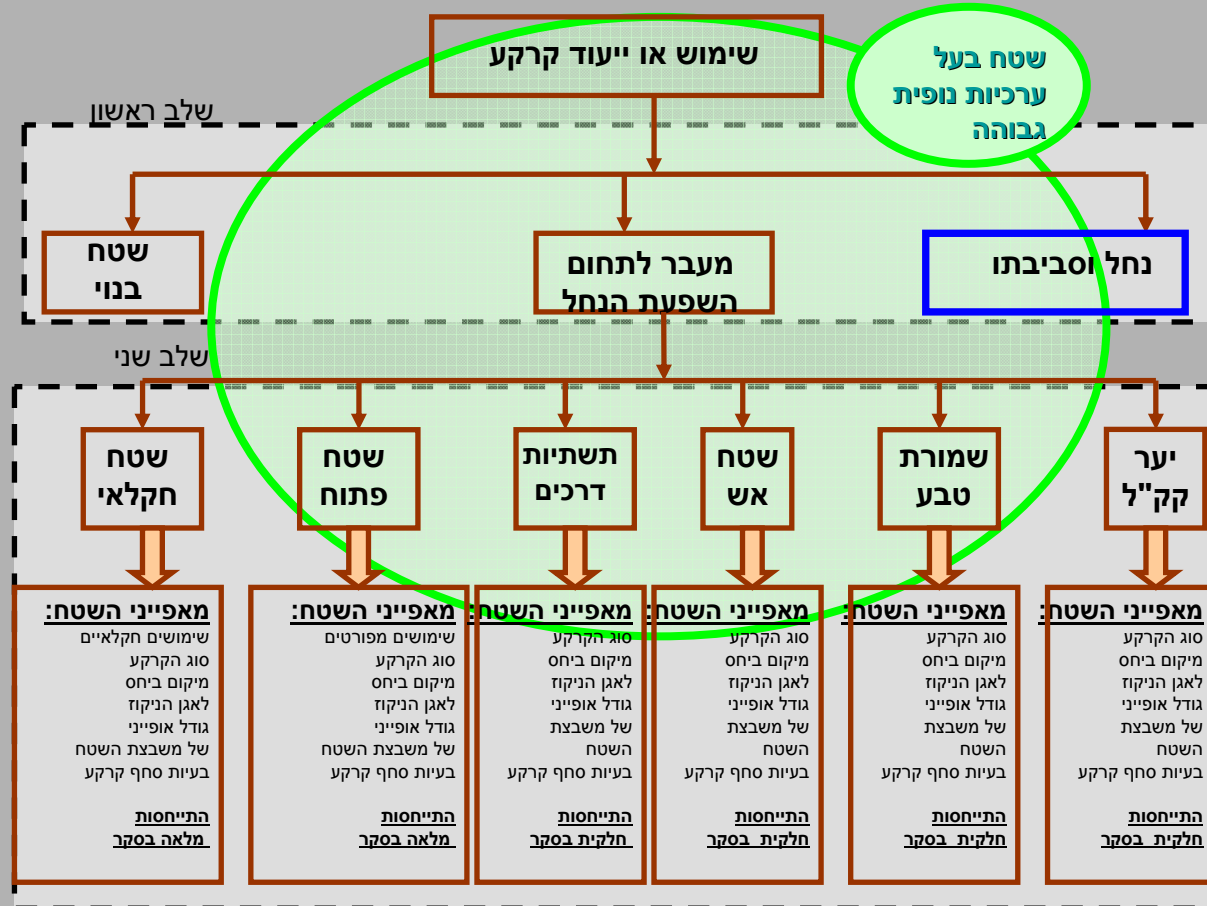 שימוש או ייעוד קרקע
שטח בעל
ערכיות נופית
גבוהה
שלב ראשון
נחל וסביבתו
מעבר לתחום
השפעת הנחל
שטח
בנוי
שלב שני
יער
קק"ל
שמורת
טבע
שטח
אש
תשתיות
דרכים
שטח
פתוח
שטח
חקלאי
מאפייני השטח:
סוג הקרקע
מיקום ביחס
לאגן הניקוז
גודל אופייני
של משבצת
השטח
בעיות סחף קרקע
התייחסות
חלקית בסקר
מאפייני השטח:
סוג הקרקע
מיקום ביחס
לאגן הניקוז
גודל אופייני
של משבצת
השטח
בעיות סחף קרקע
התייחסות
חלקית בסקר
מאפייני השטח:
סוג הקרקע
מיקום ביחס
לאגן הניקוז
גודל אופייני
של משבצת
השטח
בעיות סחף קרקע
התייחסות
חלקית בסקר
מאפייני השטח:
סוג הקרקע
מיקום ביחס
לאגן הניקוז
גודל אופייני
של משבצת
השטח
בעיות סחף קרקע
התייחסות
חלקית בסקר
מאפייני השטח:
שימושים מפורטים
סוג הקרקע
מיקום ביחס
לאגן הניקוז
גודל אופייני
של משבצת השטח
בעיות סחף קרקע
התייחסות
מלאה בסקר
מאפייני השטח:
שימושים חקלאיים
סוג הקרקע
מיקום ביחס
לאגן הניקוז
גודל אופייני
של משבצת השטח
בעיות סחף קרקע
התייחסות
מלאה בסקר